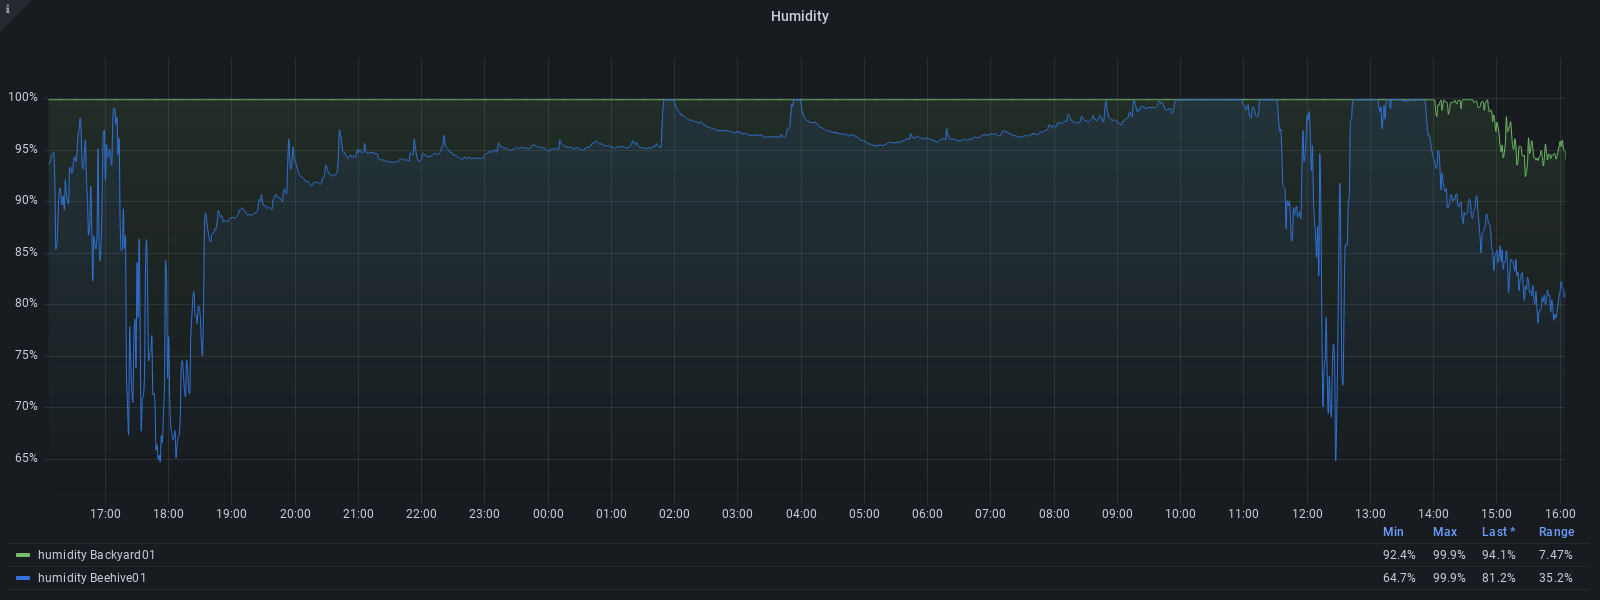 i
Humidity
100%
95%
90%
85%
80%
75%
70%
65%
17:00 18:00 19:00 20:00 21:00 22:00 23:00 00:00 01:00 02:00 03:00 04:00 05:00 06:00 07:00 08:00 09:00 10:00 11:00 12:00 13:00 14:00 15:00 16:00
Min Max Last * Range
humidity Backyard01 92.4% 99.9% 94.1% 7.47%
humidity Beehive01 64.7% 99.9% 81.2% 35.2%